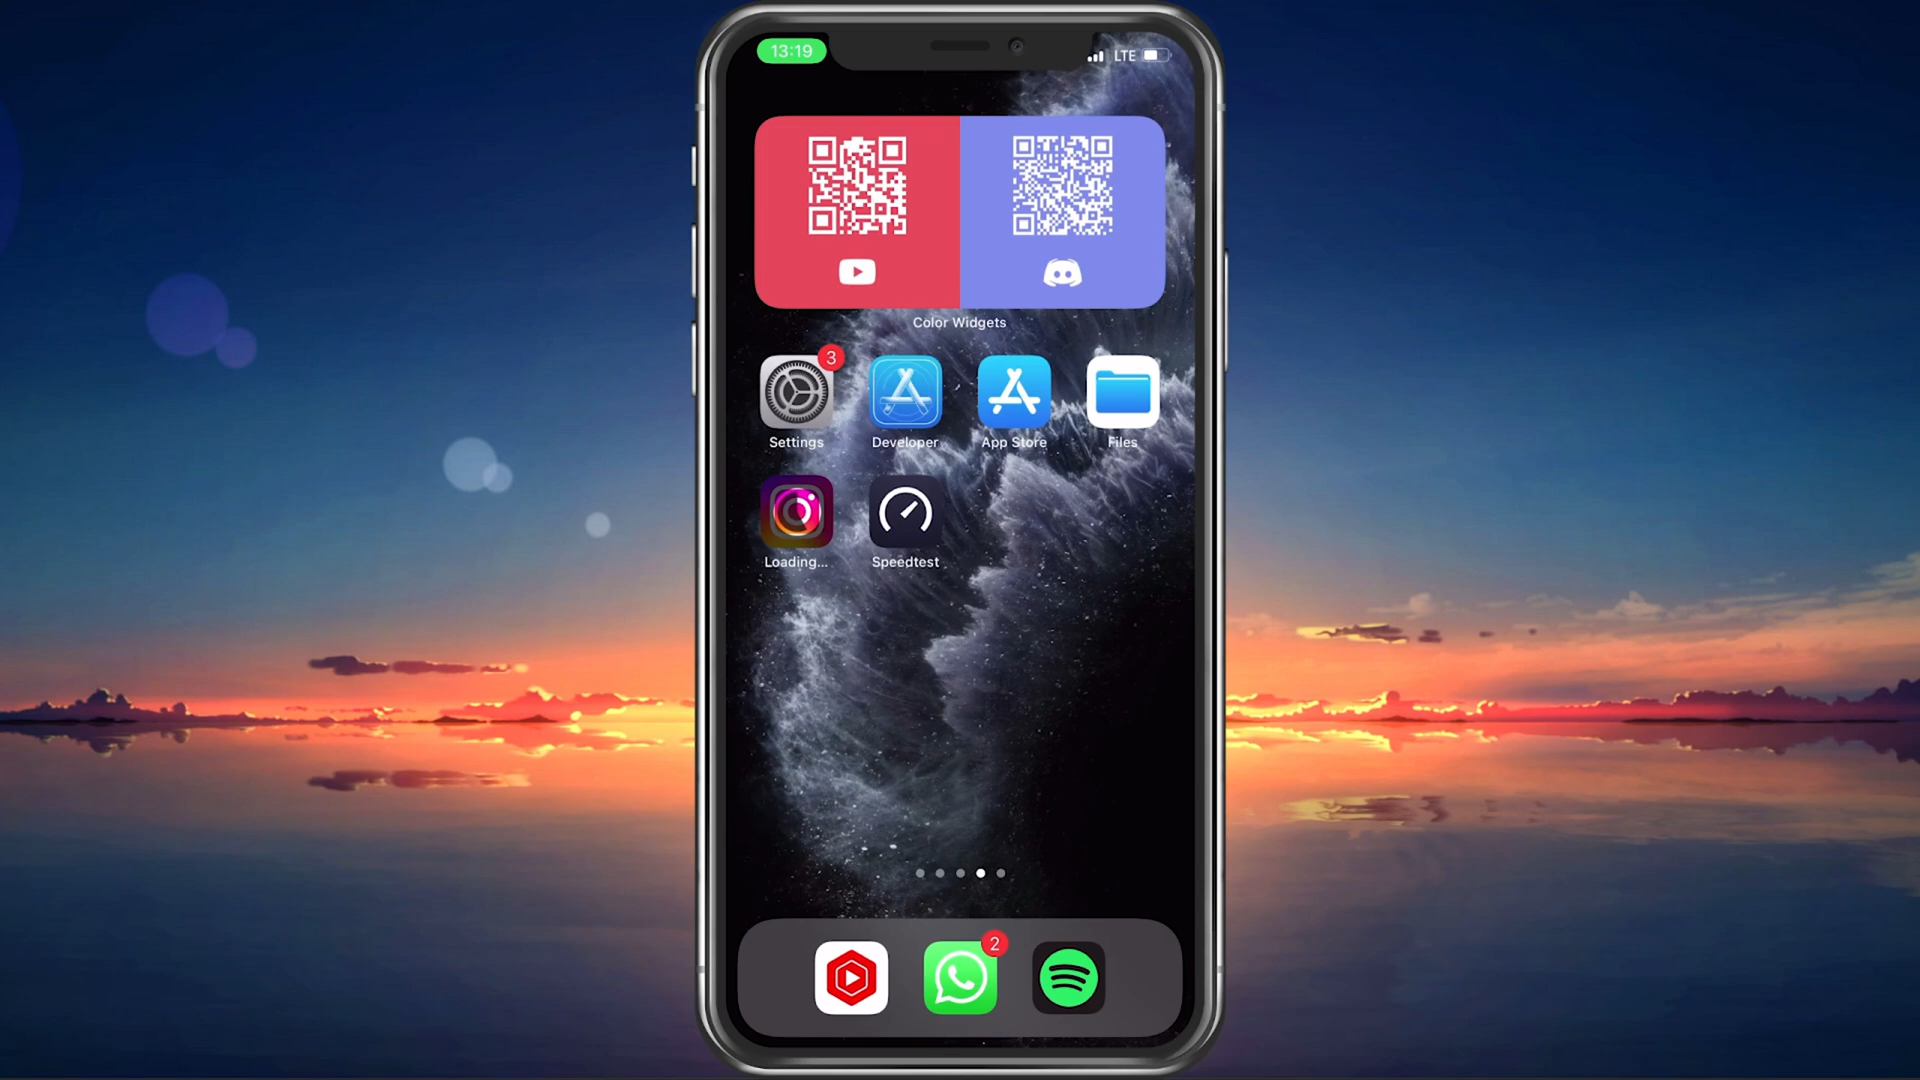 13:19
LTE
Color Widgets
3
Settings
Developer
App Store
Files
Loading...
Speedtest
2